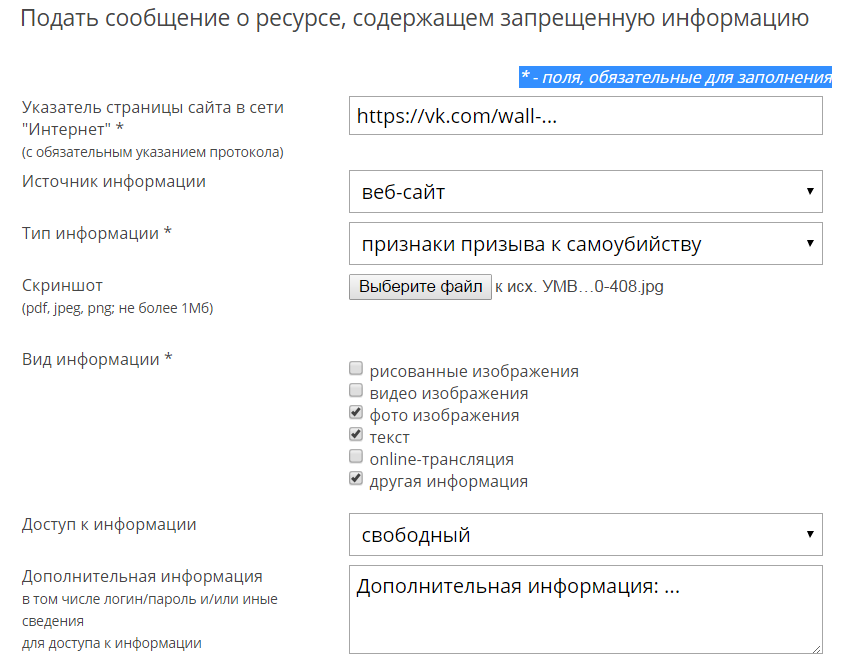 Подать сообщение о ресурсе, содержащем запрещенную информацию
* - поля, обязательные для заполнения
Указатель страницы сайта в сети
"Интернет" *
(с обязательным указанием протокола)
https://vk.com/wall-...
Источник информации
веб-сайт
Тип информации *
признаки призыва к самоубийству
Скриншот
(pdf, jpeg, png; не более 1Мб)
Выберите файл к исх. УМВ...0-408.jpg
Вид информации *
рисованные изображения
видео изображения
фото изображения
текст
online-трансляция
другая информация
Доступ к информации
свободный
Дополнительная информация
в том числе логин/пароль и/или иные
сведения
для доступа к информации
Дополнительная информация: ...